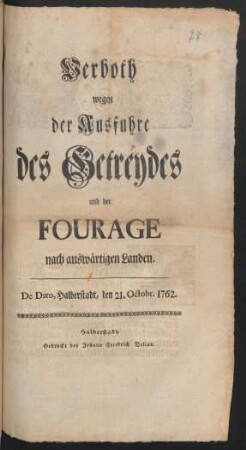 28
Verboth
wegen
der Ausfuhre
des Getreydes
und der
FOURAGE
nach auswärtigen Landen.
De Dato, Halberstadt, den 21. Octobr. 1762.
Halberstadt,
Gedruckt bey Johann Friedrich